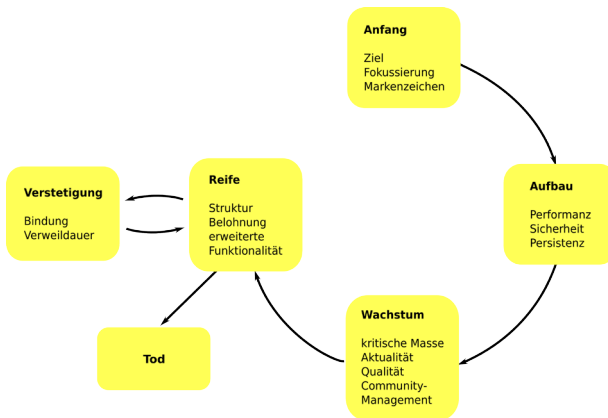 Anfang
Ziel
Fokussierung
Markenzeichen
Aufbau
Performanz
Sicherheit
Persistenz
Wachstum
kritische Masse
Aktualität
Qualität
Community-
Management
Reife
Struktur
Belohnung
erweiterte
Funktionalität
Verstetigung
Bindung
Verweildauer
Tod